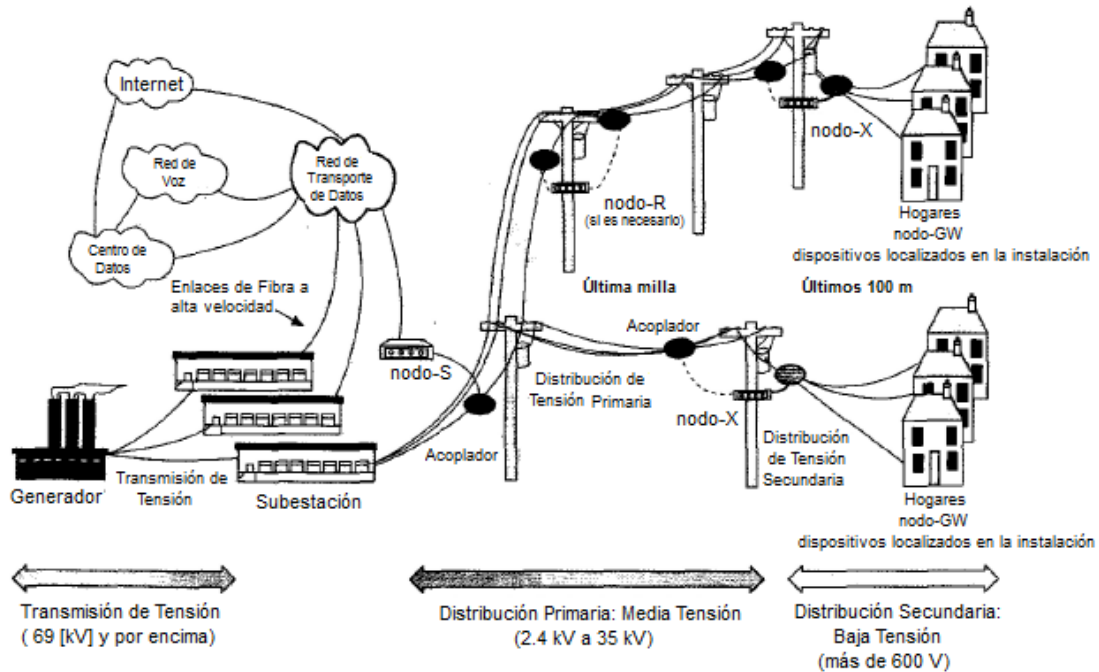 Internet
Red de
Voz
Red de
Transporte
de Datos
Centro de
Datos
Enlaces de Fibra a
alta velocidad
nodo-S
Generador
Transmisión de
Tensión
Subestación
Acoplador
nodo-R
(si es necesario)
nodo-X
Hogares
nodo-GW
dispositivos localizados en la instalación
Última milla
Últimos 100 m
Acoplador
Distribución de
Tensión Primaria
nodo-X
Distribución
de Tensión
Secundaria
Hogares
nodo-GW
dispositivos localizados en la instalación
Transmisión de Tensión
( 69 [kV] y por encima)
Distribución Primaria: Media Tensión
(2.4 kV a 35 kV)
Distribución Secundaria:
Baja Tensión
(más de 600 V)